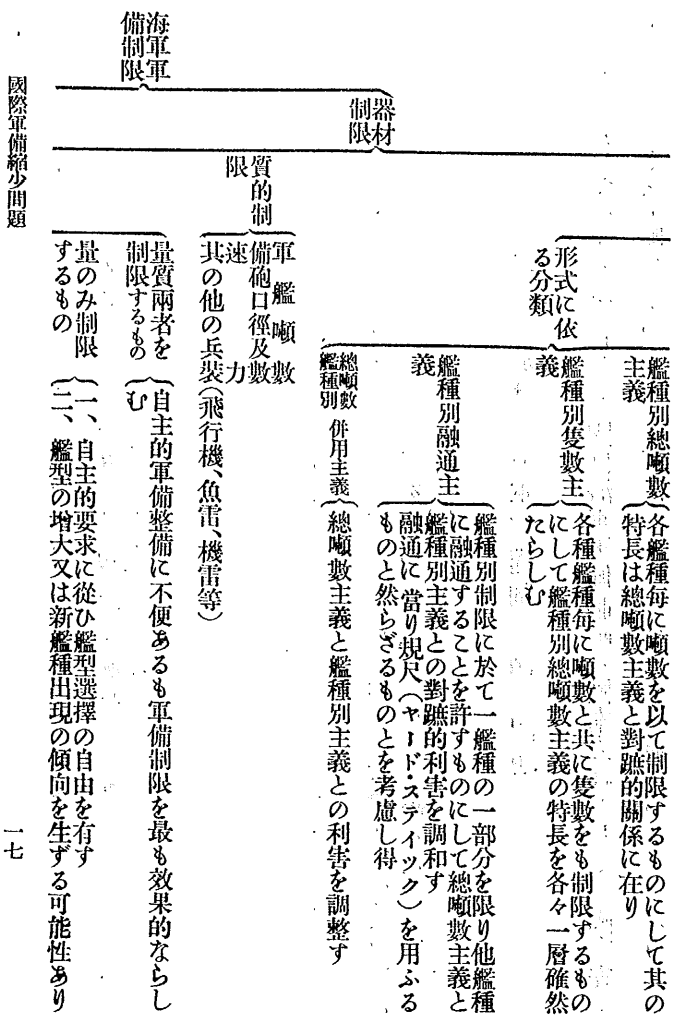 艦種別總噸數
主義
各艦種每に噸數を以て制限するものにして其の
特長は總噸數主義と對蹠的關係に在り
形式に依
る分類
艦種別隻數主
義
各種艦種每に噸數と共に隻數をも制限するもの
にして艦種別總噸數主義の特長を各々一層確然
たらしむ
艦種別融通主
義
艦種別制限に於て一艦種の一部分を限り他艦種
に融通することを許すものにして總噸數主義と
艦種別主義との對蹠的利害を調和す
融通に當り規尺(ヤード・スティック)を用ふる
ものと然らざるものとを考慮し得
總噸數
艦種別
併用主義
總噸數主義と艦種別主義との利害を調整す
器材
制限
質的制
限
軍艦噸數
備砲口徑及數
速力
其の他の兵裝(飛行機、魚雷、機雷等)
海軍軍
備制限
量質兩者を
制限するもの
自主的軍備整備に不便あるも軍備制限を最も效果的ならし
む
量のみ制限
するもの
一、自主的要求に從ひ艦型選擇の自由を有す
二、艦型の增大又は新艦種出現の傾向を生ずる可能性あり
國際軍備縮少問題
一七